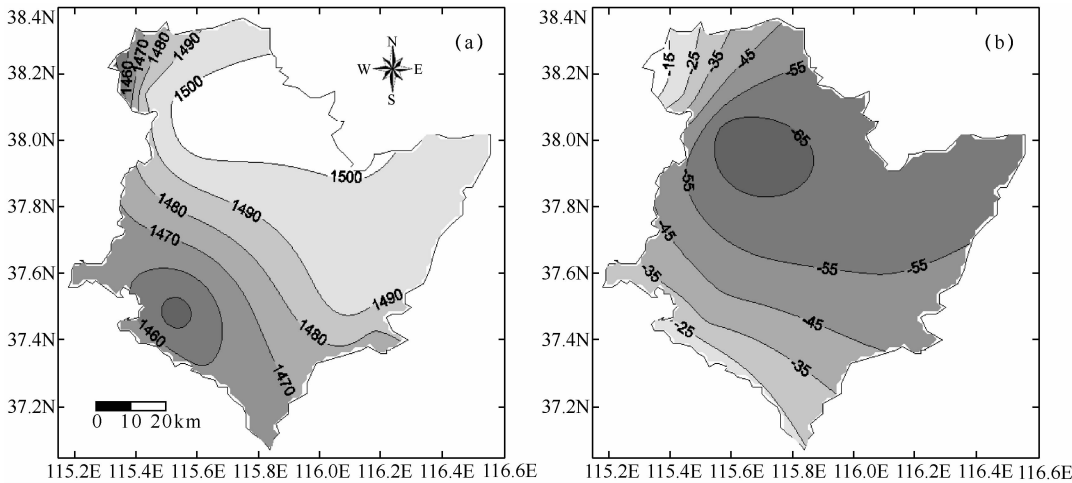 38.4N
38.2N
38.0N
37.8N
37.6N
37.4N
37.2N
(a)
N
W E
S
1460
1470
1480
1490
1500
1500
1490
1480
1470
1490
1480
1460
1470
0 10 20km
115.2E 115.4E 115.6E 115.8E 116.0E 116.2E 116.4E 116.6E
38.4N
38.2N
38.0N
37.8N
37.6N
37.4N
37.2N
(b)
-15
-25
-35
-45
-55
-65
-55
-45
-35
-55
-55
-25
-45
-35
115.2E 115.4E 115.6E 115.8E 116.0E 116.2E 116.4E 116.6E